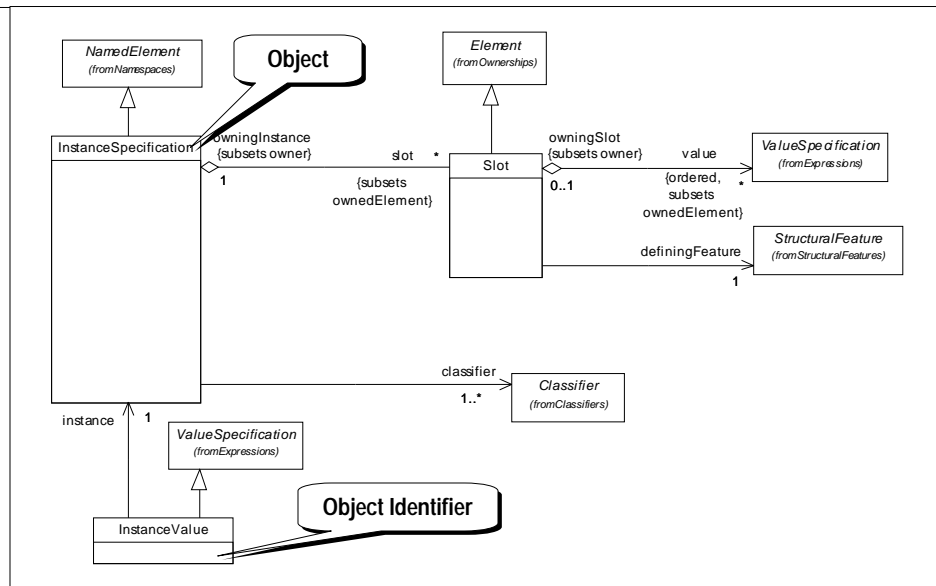 NamedElement
(fromNamespaces)
Object
Element
(fromOwnerships)
InstanceSpecification
owningInstance
{subsets owner}
1
slot
*
{subsets
ownedElement}
Slot
owningSlot
{subsets owner}
0..1
value
{ordered,
subsets
ownedElement}
*
ValueSpecification
(fromExpressions)
definingFeature
1
StructuralFeature
(fromStructuralFeatures)
classifier
1..*
Classifier
(fromClassifiers)
instance
1
ValueSpecification
(fromExpressions)
InstanceValue
Object Identifier